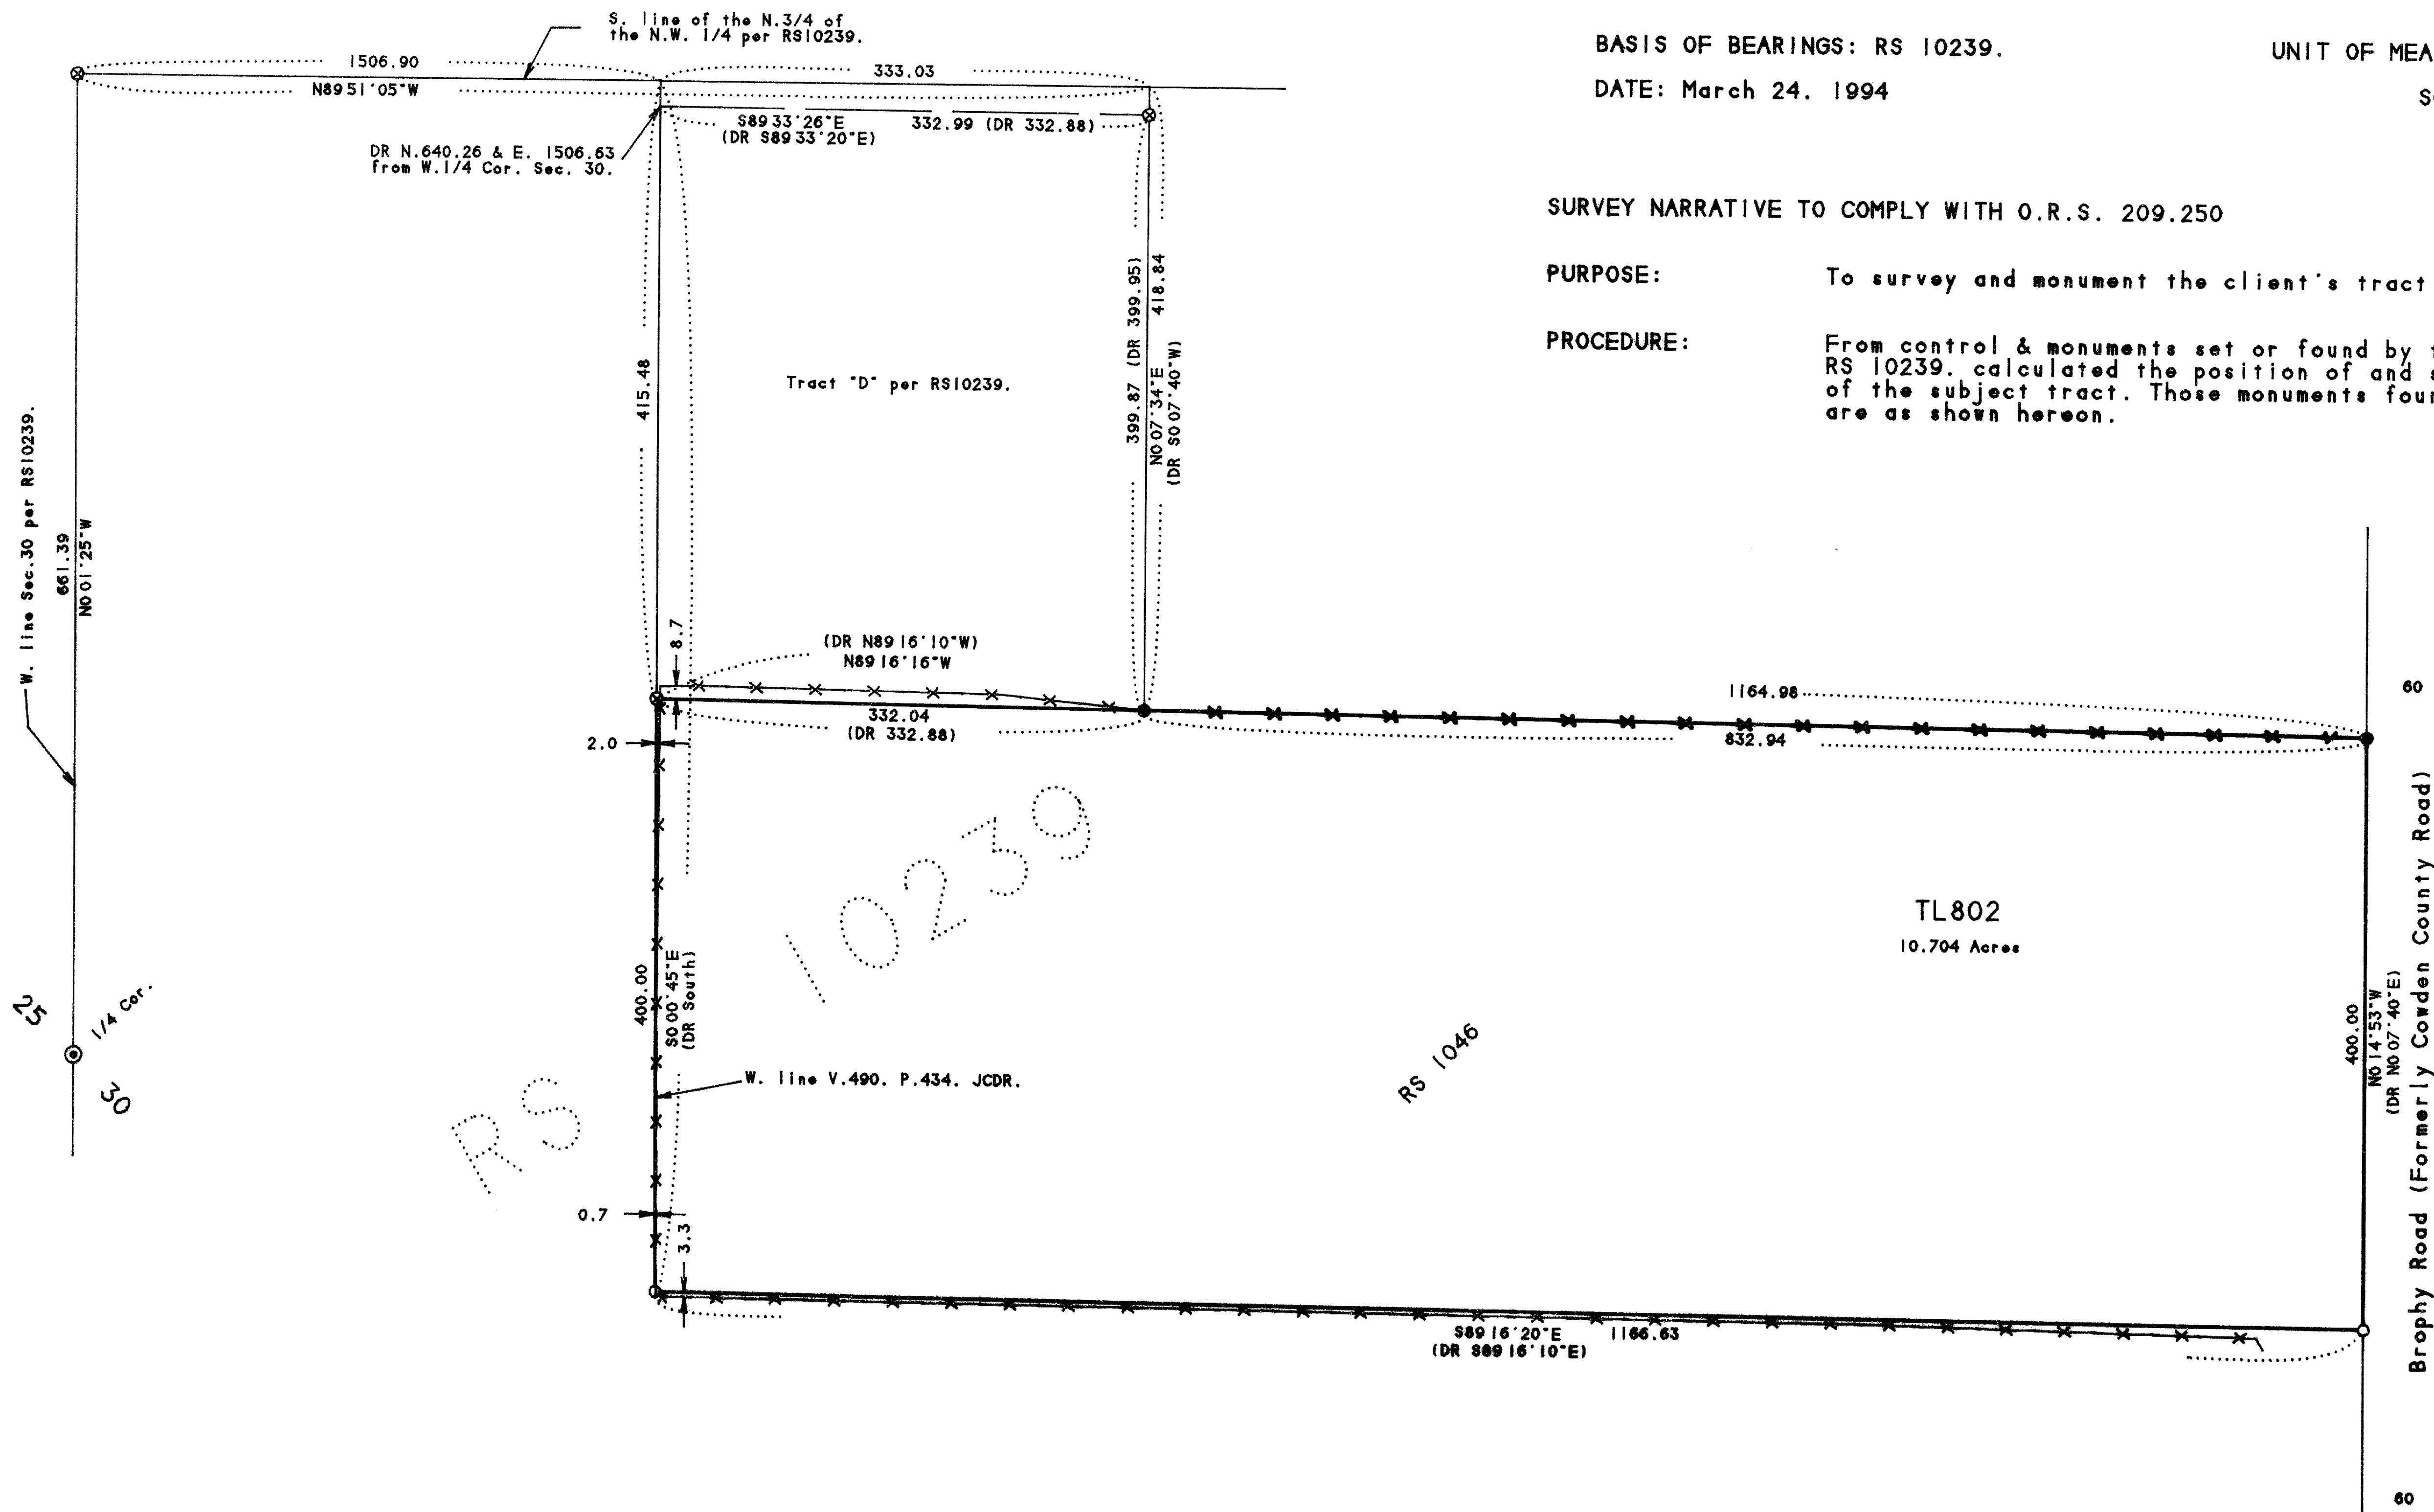 S. line of the N.3/4 of
the N.W. 1/4 per RS10239.
BASIS OF BEARINGS: RS 10239.
UNIT OF MEA
DATE: March 24. 1994
1506.90
333.03
N89 51'05"W
S89 33'26"E
332.99 (DR 332.88)
(DR S89 33'20"E)
DR N.640.26 & E. 1506.63
from W.1/4 Cor. Sec. 30.
SURVEY NARRATIVE TO COMPLY WITH O.R.S. 209.250
PURPOSE:
To survey and monument the client's tract
PROCEDURE:
From control & monuments set or found by
RS 10239. calculated the position of and
of the subject tract. Those monuments
are as shown hereon.
399.87 (DR 399.95)
418.84
N0 07'34"E
(DR S0 07'40"W)
415.48
Tract "D" per RS10239.
W. line Sec.30 per RS10239.
661.39
N0 01'25"W
8.7
(DR N89 16'10"W)
N89 16'16"W
332.04
(DR 332.88)
2.0
1164.98
832.94
60
RS 10239
TL802
10.704 Acres
400.00
S0 00'45"E
(DR South)
W. line V.490. P.434. JCDR.
RS 1046
400.00
N0 14'53"W
(DR N0 07'40"E)
Brophy Road (Formerly Cowden County Road)
25
1/4 Cor.
30
0.7
3.3
S89 16'20"E
1166.63
(DR S89 16'10"E)
60